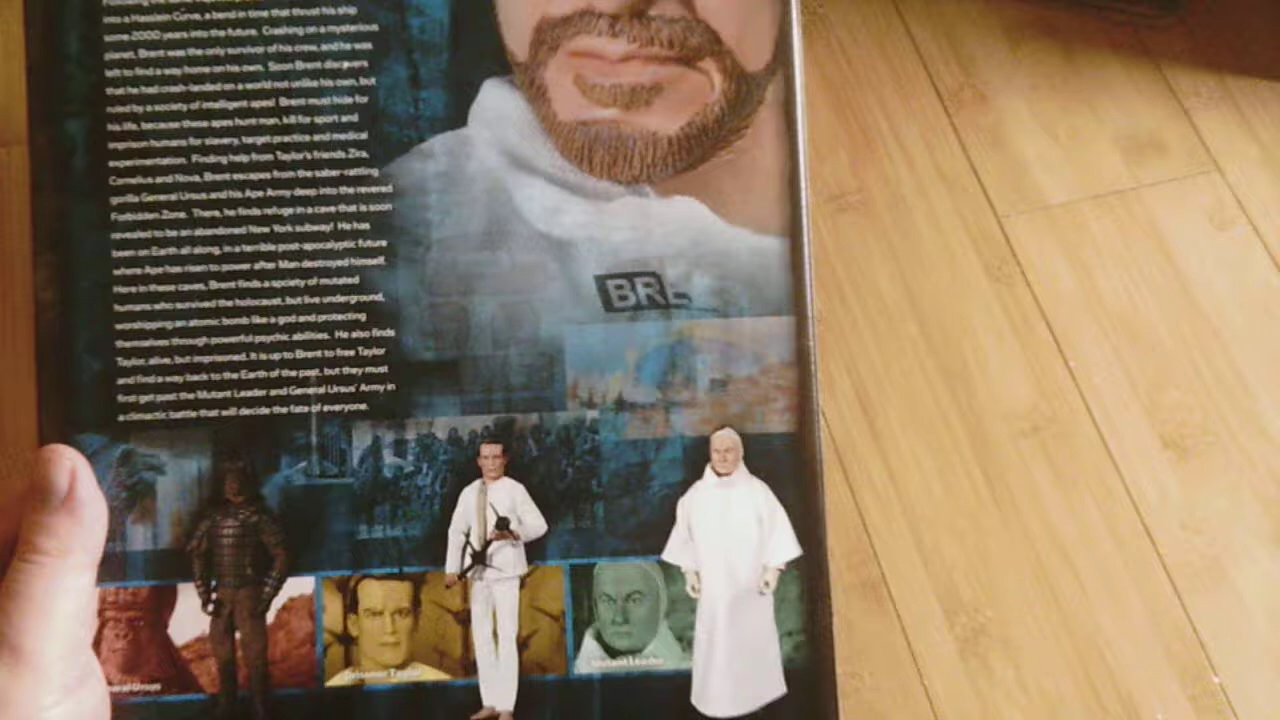 into a Hasslein Curve, a bend in time that thrust his ship
some 2000 years into the future. Crashing on a mysterious
planet, Brent was the only survivor of his crew, and he was
left to find a way home on his own. Soon Brent discovers
that he had crash-landed on a world not unlike his own, but
ruled by a society of intelligent apes! Brent must hide for
his life, because these apes hunt man, kill for sport and
imprison humans for slavery, target practice and medical
experimentation. Finding help from Taylor's friends Zira,
Cornelius and Nova, Brent escapes from the saber-rattling
gorilla General Ursus and his Ape Army deep into the revered
Forbidden Zone. There, he finds refuge in a cave that is soon
revealed to be an abandoned New York subway! He has
been on Earth all along, in a terrible post-apocalyptic future
where Ape has risen to power after Man destroyed himself.
Here in these caves, Brent finds a society of mutated
humans who survived the holocaust, but live underground,
worshipping an atomic bomb like a god and protecting
themselves through powerful psychic abilities. He also finds
Taylor, alive, but imprisoned. It is up to Brent to free Taylor
and find a way back to the Earth of the past, but they must
first get past the Mutant Leader and General Ursus' Army in
a climactic battle that will decide the fate of everyone.
BRE
eral Ursus
Prisoner Taylor
Mutant Leader